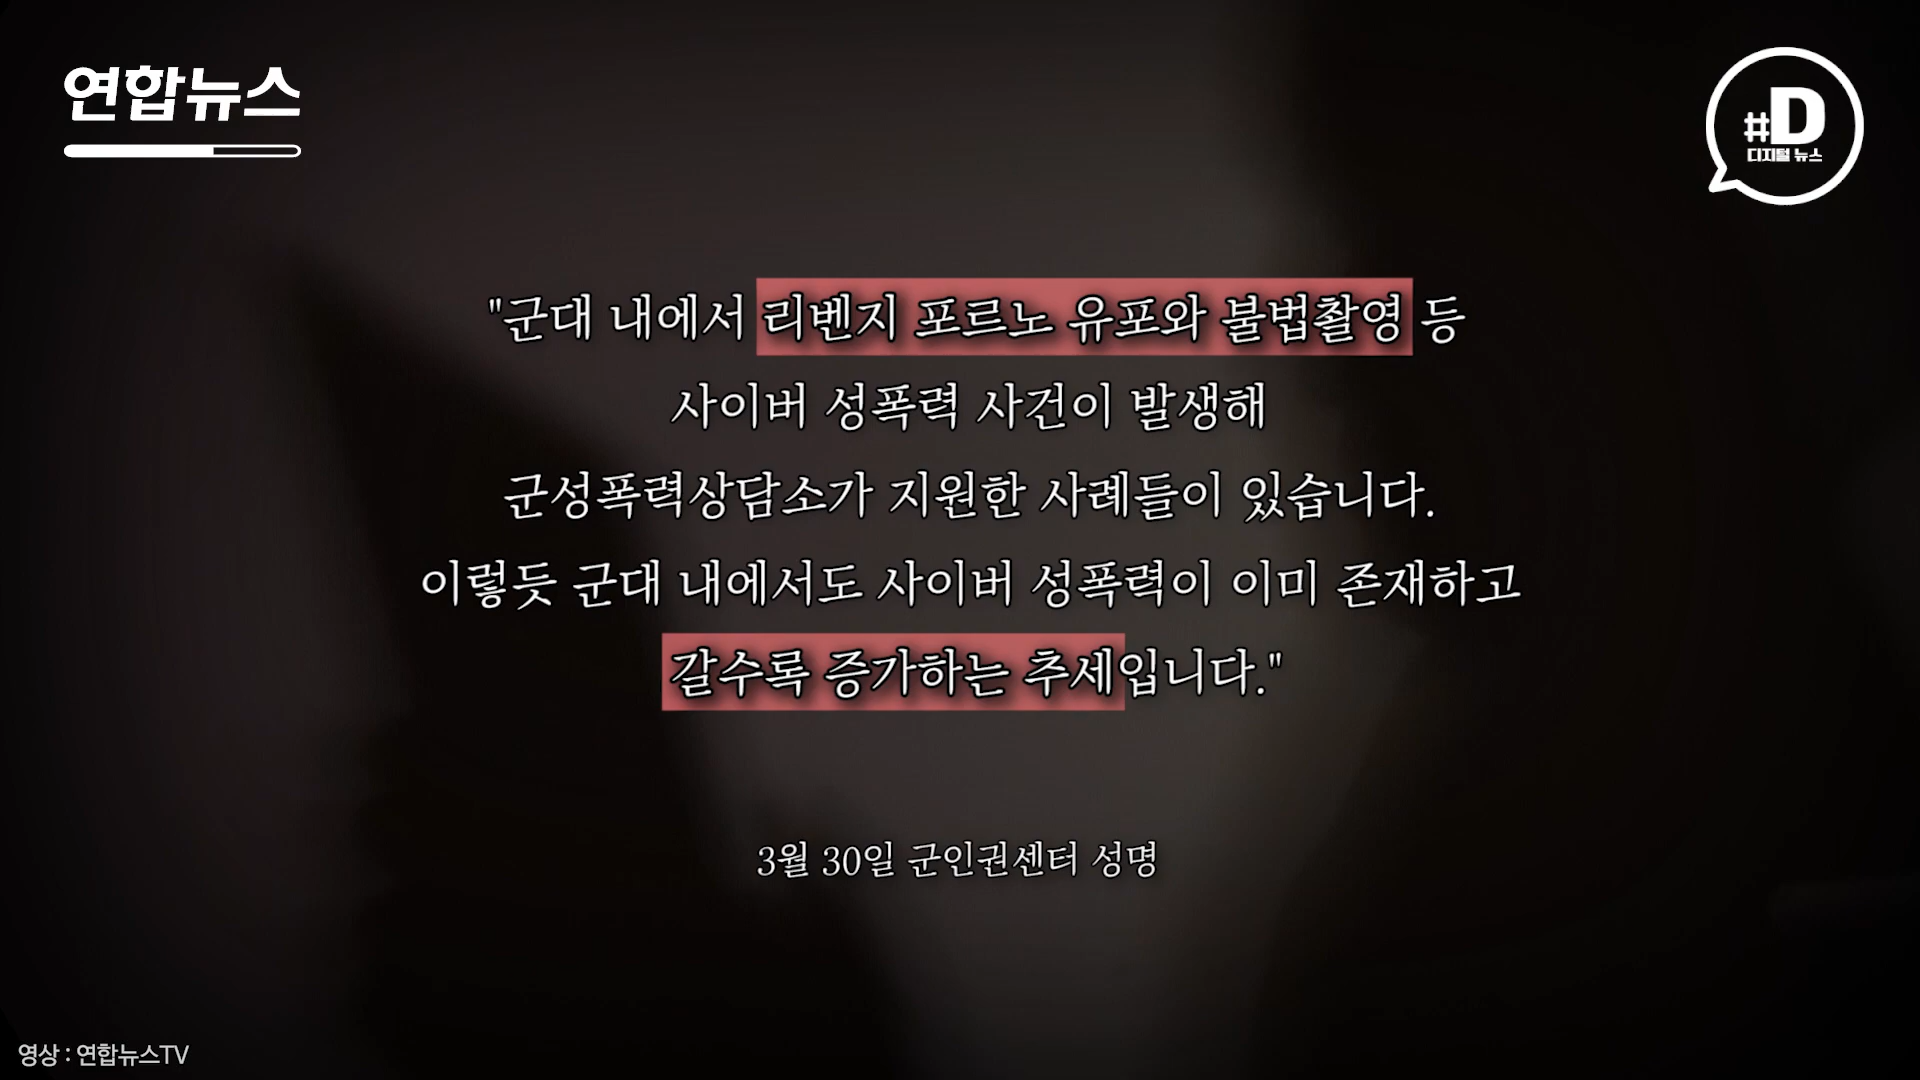 연합뉴스
#D
디지털 뉴스
"군대 내에서 리벤지 포르노 유포와 불법촬영 등
사이버 성폭력 사건이 발생해
군성폭력상담소가 지원한 사례들이 있습니다.
이렇듯 군대 내에서도 사이버 성폭력이 이미 존재하고
갈수록 증가하는 추세입니다."
3월 30일 군인권센터 성명
영상 : 연합뉴스TV